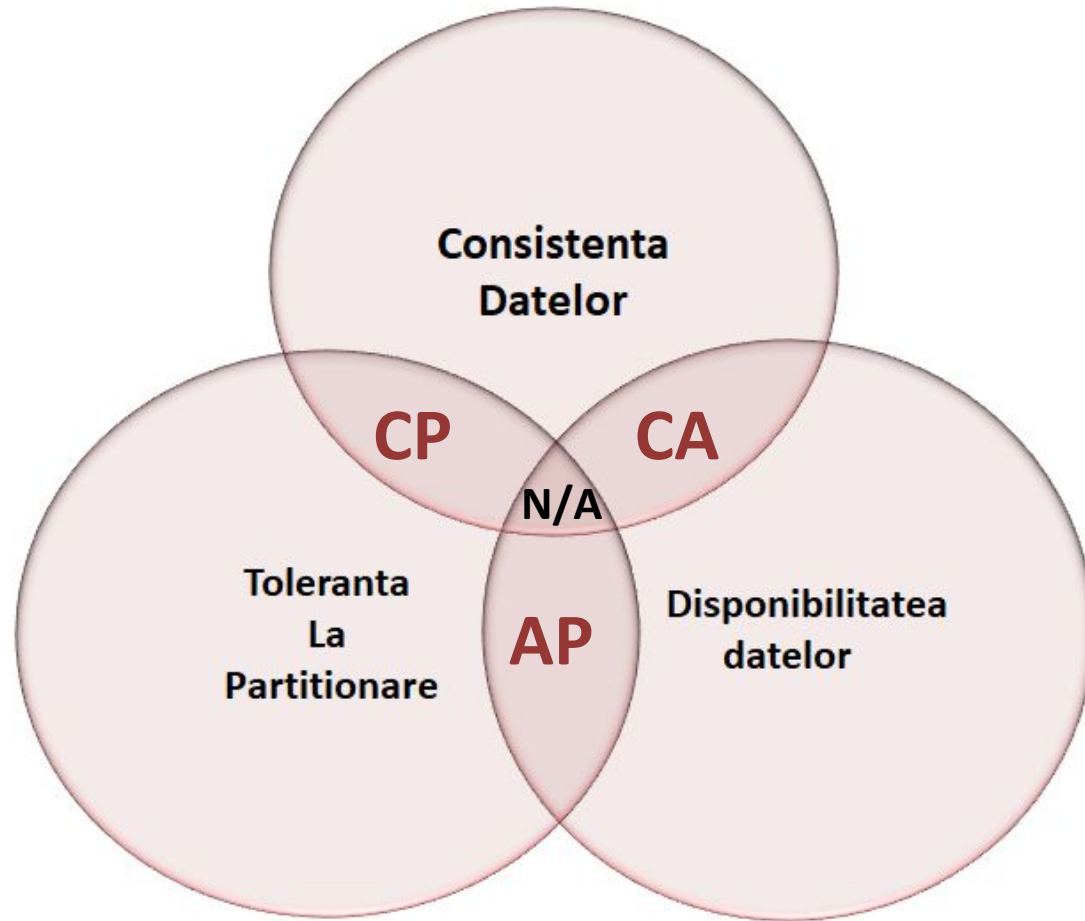 Consistenta
Datelor
CP
CA
N/A
Toleranta
La
Partitionare
AP
Disponibilitatea
datelor